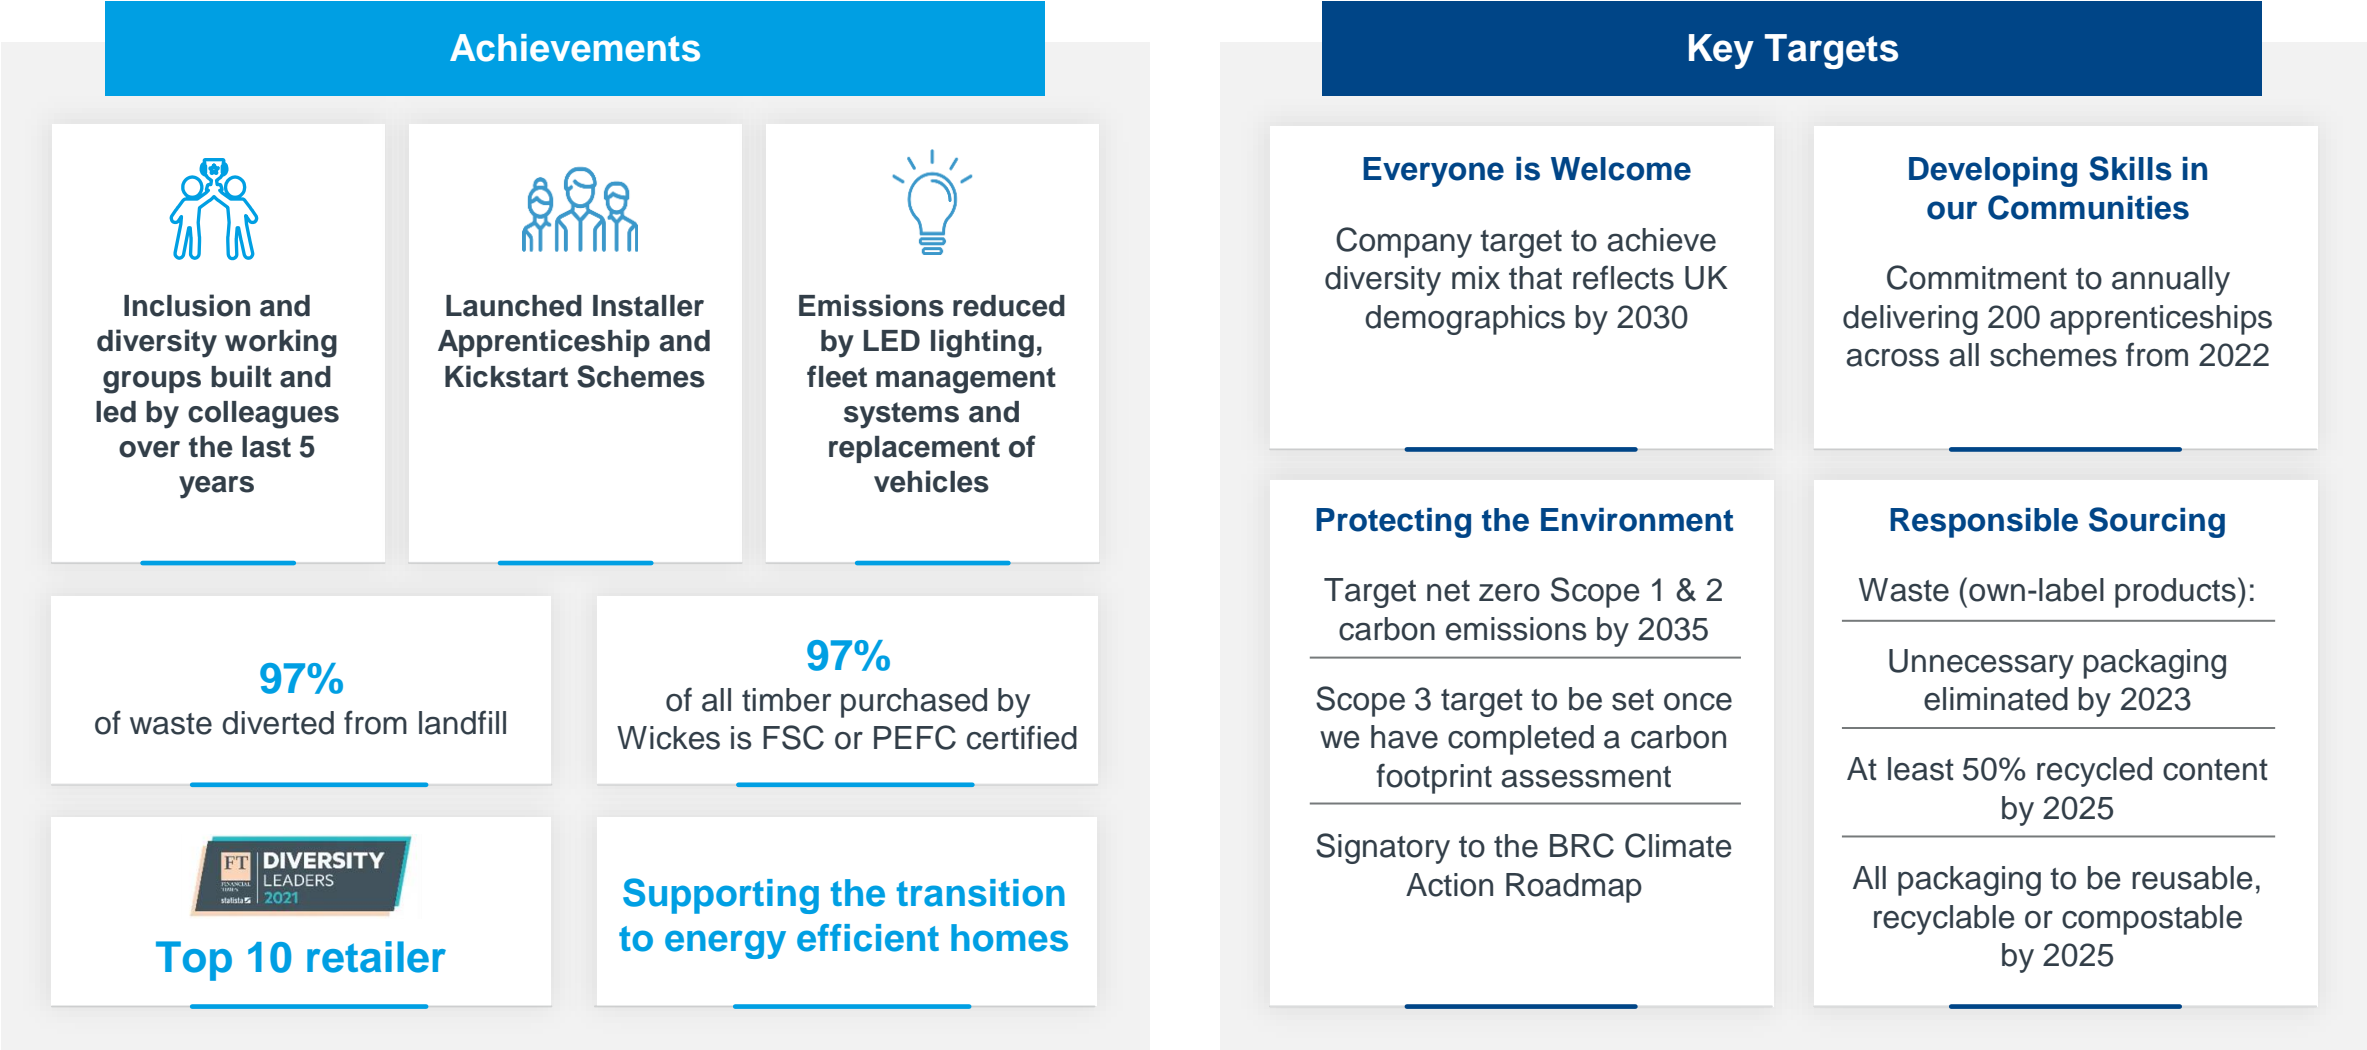 Achievements
Inclusion and
diversity working
groups built and
led by colleagues
over the last 5
years
Launched Installer
Apprenticeship and
Kickstart Schemes
Emissions reduced
by LED lighting,
fleet management
systems and
replacement of
vehicles
97%
of waste diverted from landfill
97%
of all timber purchased by
Wickes is FSC or PEFC certified
FT
FINANCIAL
TIMES
statista
DIVERSITY
LEADERS
2021
Top 10 retailer
Supporting the transition
to energy efficient homes
Key Targets
Everyone is Welcome
Company target to achieve
diversity mix that reflects UK
demographics by 2030
Developing Skills in
our Communities
Commitment to annually
delivering 200 apprenticeships
across all schemes from 2022
Protecting the Environment
Target net zero Scope 1 & 2
carbon emissions by 2035
Scope 3 target to be set once
we have completed a carbon
footprint assessment
Signatory to the BRC Climate
Action Roadmap
Responsible Sourcing
Waste (own-label products):
Unnecessary packaging
eliminated by 2023
At least 50% recycled content
by 2025
All packaging to be reusable,
recyclable or compostable
by 2025